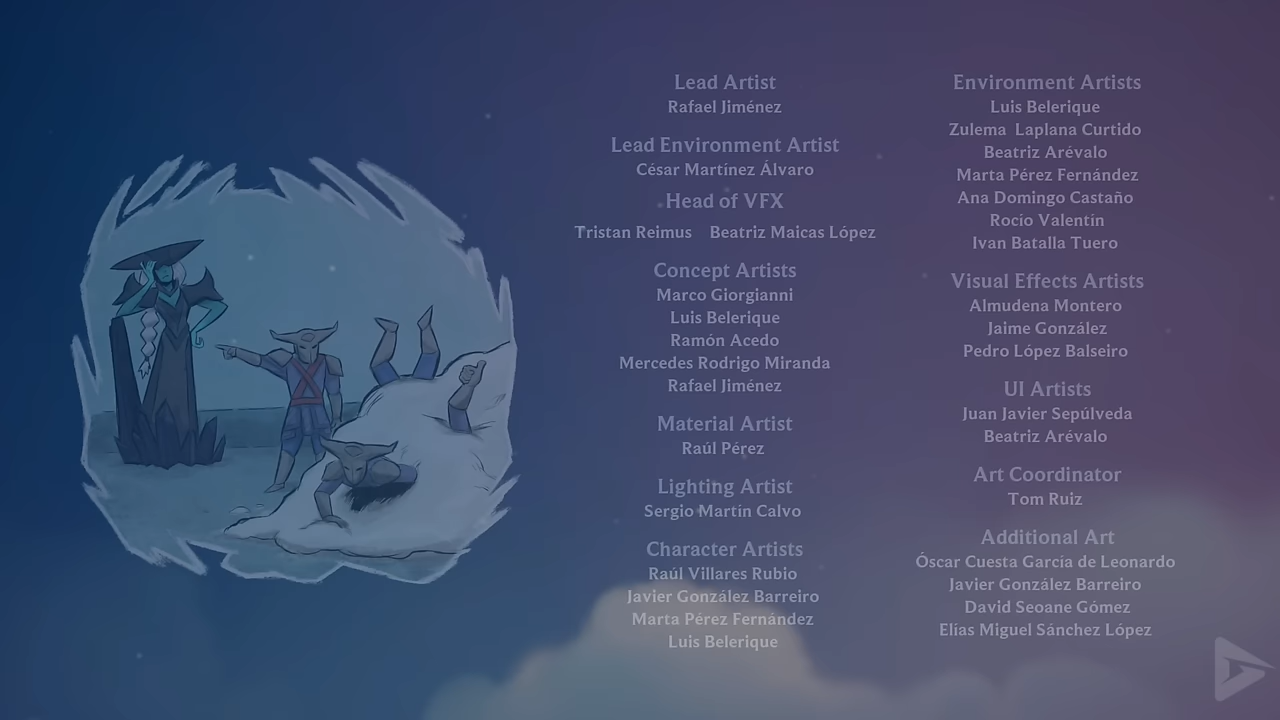 Lead Artist
Rafael Jiménez
Lead Environment Artist
César Martínez Álvaro
Head of VFX
Tristan Reimus Beatriz Maicas López
Concept Artists
Marco Giorgianni
Luis Belerique
Ramón Acedo
Mercedes Rodrigo Miranda
Rafael Jiménez
Material Artist
Raúl Pérez
Lighting Artist
Sergio Martín Calvo
Character Artists
Raúl Villares Rubio
Javier González Barreiro
Marta Pérez Fernández
Luis Belerique
Environment Artists
Luis Belerique
Zulema Laplana Curtido
Beatriz Arévalo
Marta Pérez Fernández
Ana Domingo Castaño
Rocío Valentín
Ivan Batalla Tuero
Visual Effects Artists
Almudena Montero
Jaime González
Pedro López Balseiro
UI Artists
Juan Javier Sepúlveda
Beatriz Arévalo
Art Coordinator
Tom Ruiz
Additional Art
Óscar Cuesta García de Leonardo
Javier González Barreiro
David Seoane Gómez
Elías Miguel Sánchez López